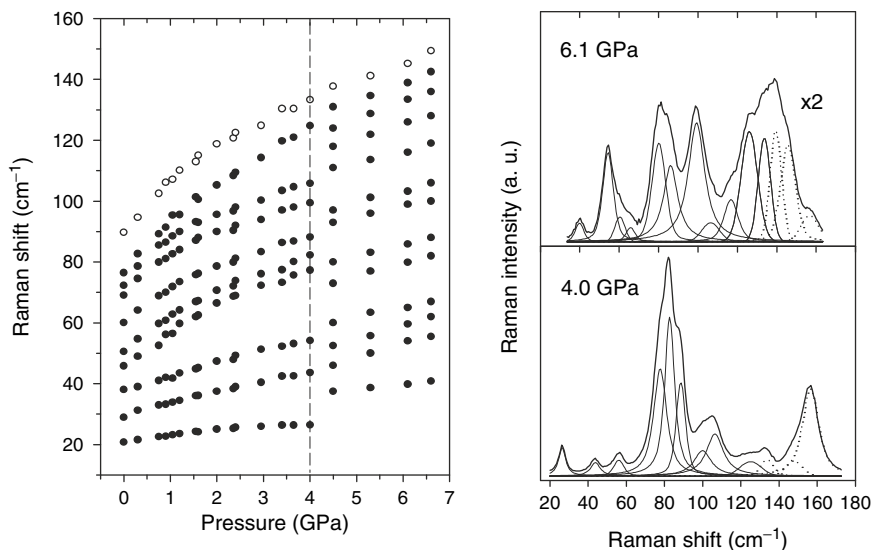 160
140
120
100
80
60
40
20
Raman shift (cm−1)
0 1 2 3 4 5 6 7
Pressure (GPa)
6.1 GPa
x2
4.0 GPa
Raman intensity (a. u.)
20 40 60 80 100 120 140 160 180
Raman shift (cm−1)